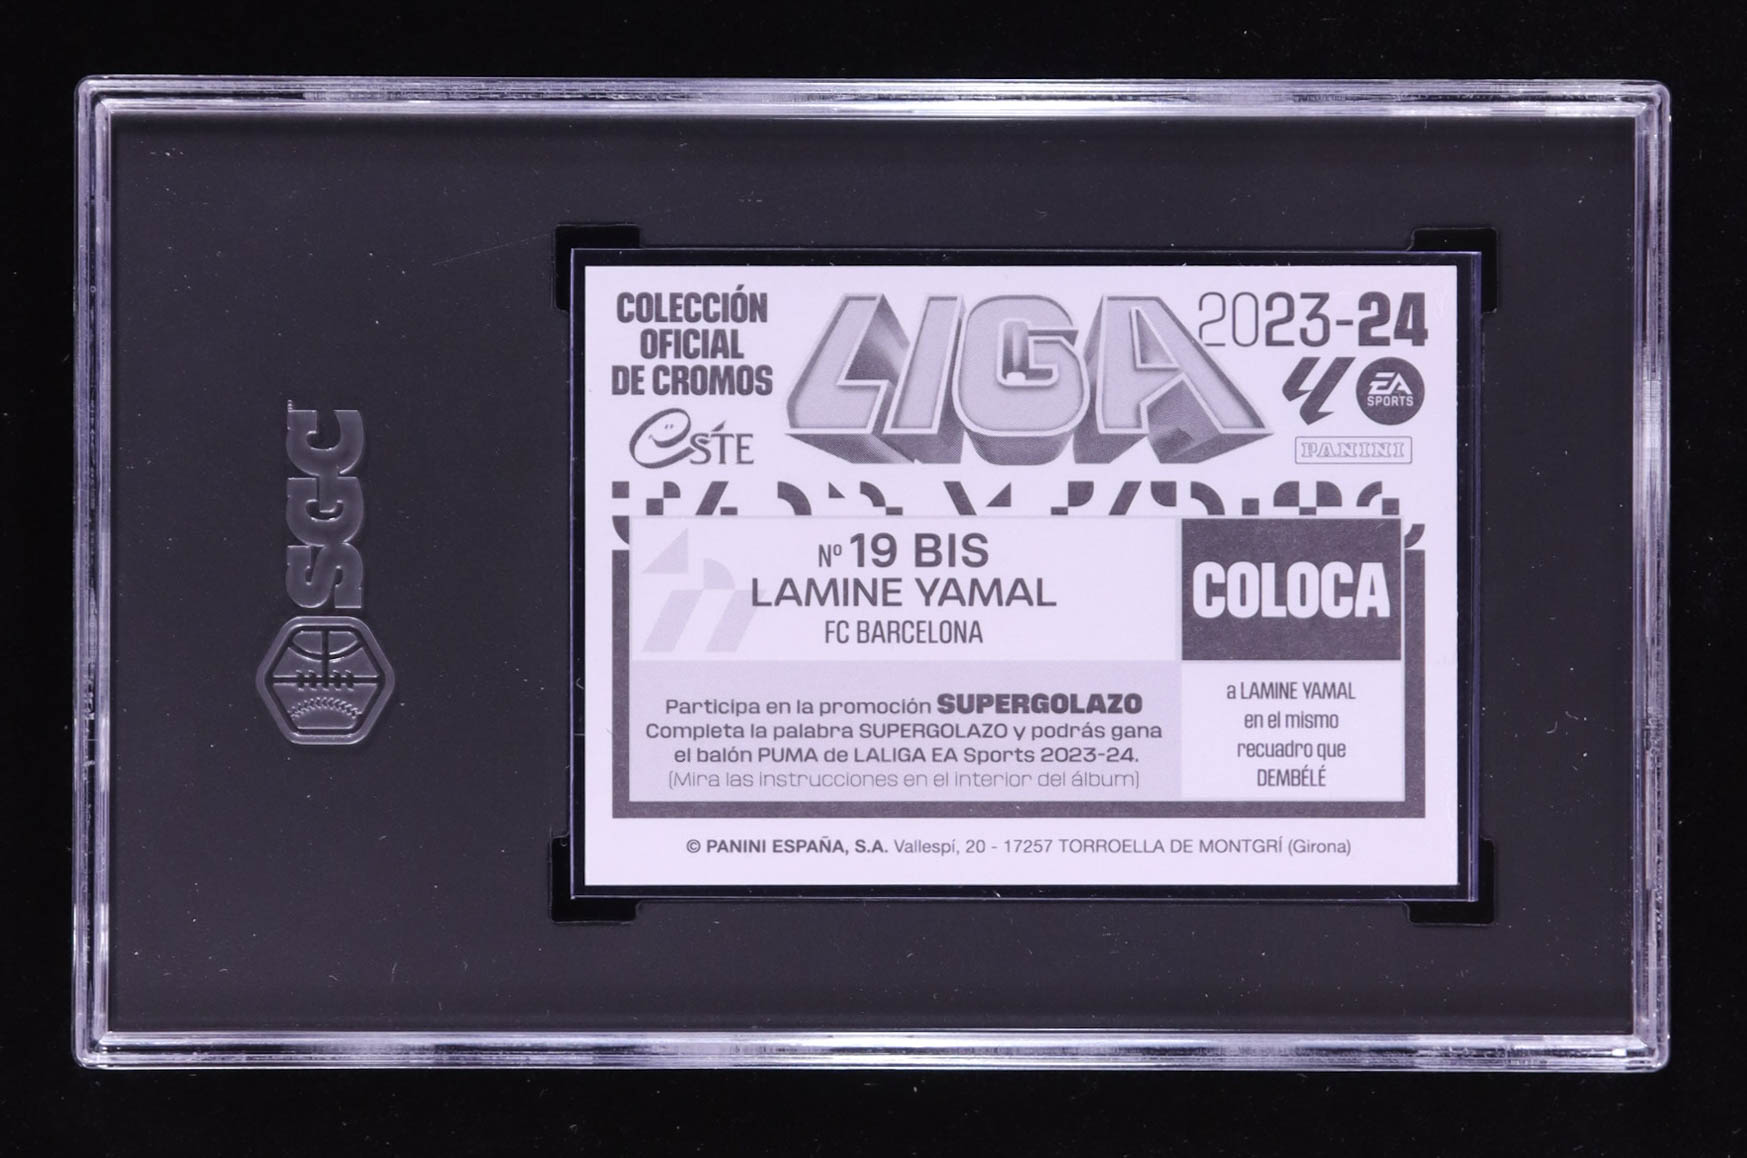 SGC
COLECCIÓN
OFICIAL
DE CROMOS
este
LIGA
2023-24
EA
SPORTS
PANINI
Nº 19 BIS
LAMINE YAMAL
FC BARCELONA
COLOCA
a LAMINE YAMAL
en el mismo
recuadro que
DEMBÉLÉ
Participa en la promoción SUPERGOLAZO
Completa la palabra SUPERGOLAZO y podrás gana
el balón PUMA de LALIGA EA Sports 2023-24.
(Mira las instrucciones en el interior del álbum)
© PANINI ESPAÑA, S.A. Vallespí, 20 - 17257 TORROELLA DE MONTGRÍ (Girona)